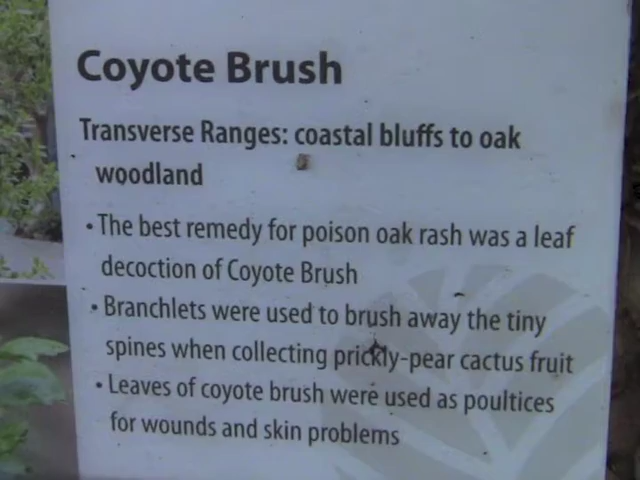 Coyote Brush
Transverse Ranges: coastal bluffs to oak
woodland
• The best remedy for poison oak rash was a leaf
decoction of Coyote Brush
• Branchlets were used to brush away the tiny
spines when collecting prickly-pear cactus fruit
• Leaves of coyote brush were used as poultices
for wounds and skin problems